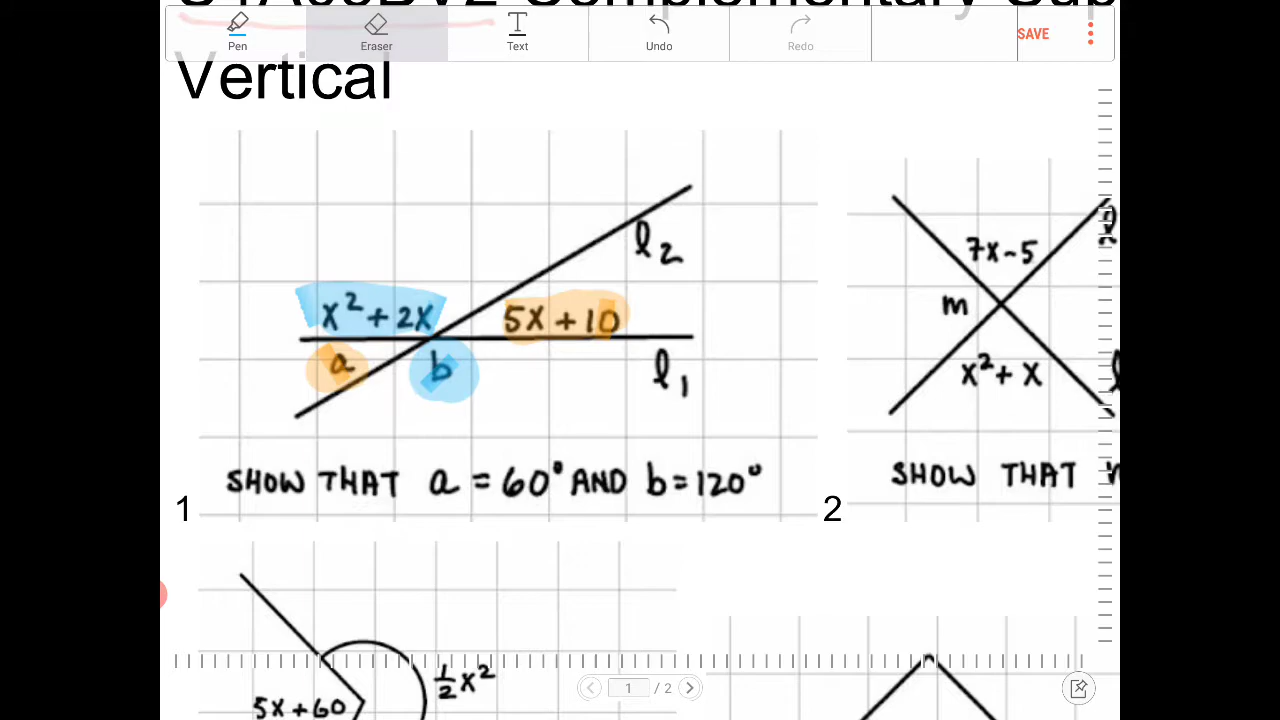 Pen
Eraser
Text
Undo
Redo
SAVE
Vertical
x² + 2x
5x + 10
a
b
l₂
l₁
SHOW THAT a = 60° AND b = 120°
1
7x - 5
m
x² + x
SHOW THAT
2
½x²
5x + 60
1 / 2